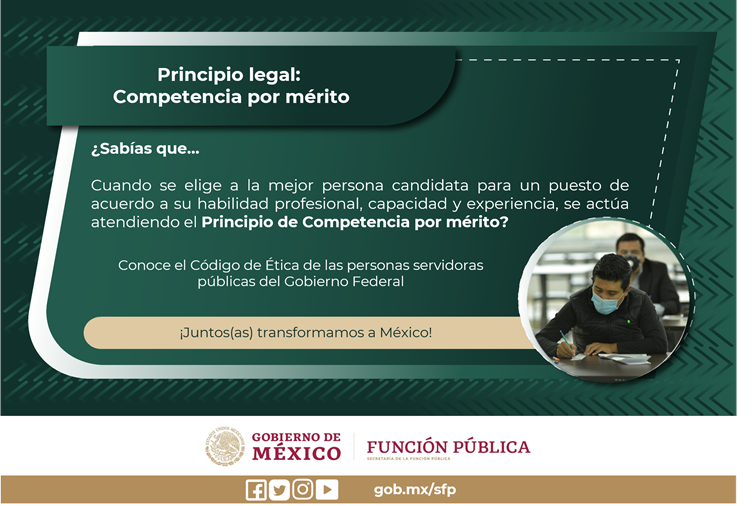 Principio legal:
Competencia por mérito
¿Sabías que...
Cuando se elige a la mejor persona candidata para un puesto de
acuerdo a su habilidad profesional, capacidad y experiencia, se actúa
atendiendo el Principio de Competencia por mérito?
Conoce el Código de Ética de las personas servidoras
públicas del Gobierno Federal
¡Juntos(as) transformamos a México!
GOBIERNO DE
MÉXICO
FUNCIÓN PÚBLICA
SECRETARÍA DE LA FUNCIÓN PÚBLICA
gob.mx/sfp